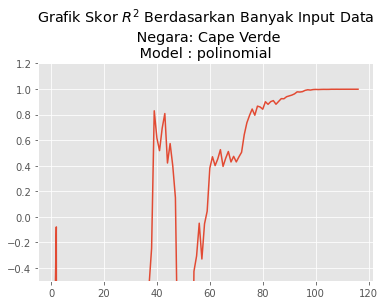 Grafik Skor R² Berdasarkan Banyak Input Data
Negara: Cape Verde
Model : polinomial
1.2
1.0
0.8
0.6
0.4
0.2
0.0
−0.2
−0.4
0 20 40 60 80 100 120